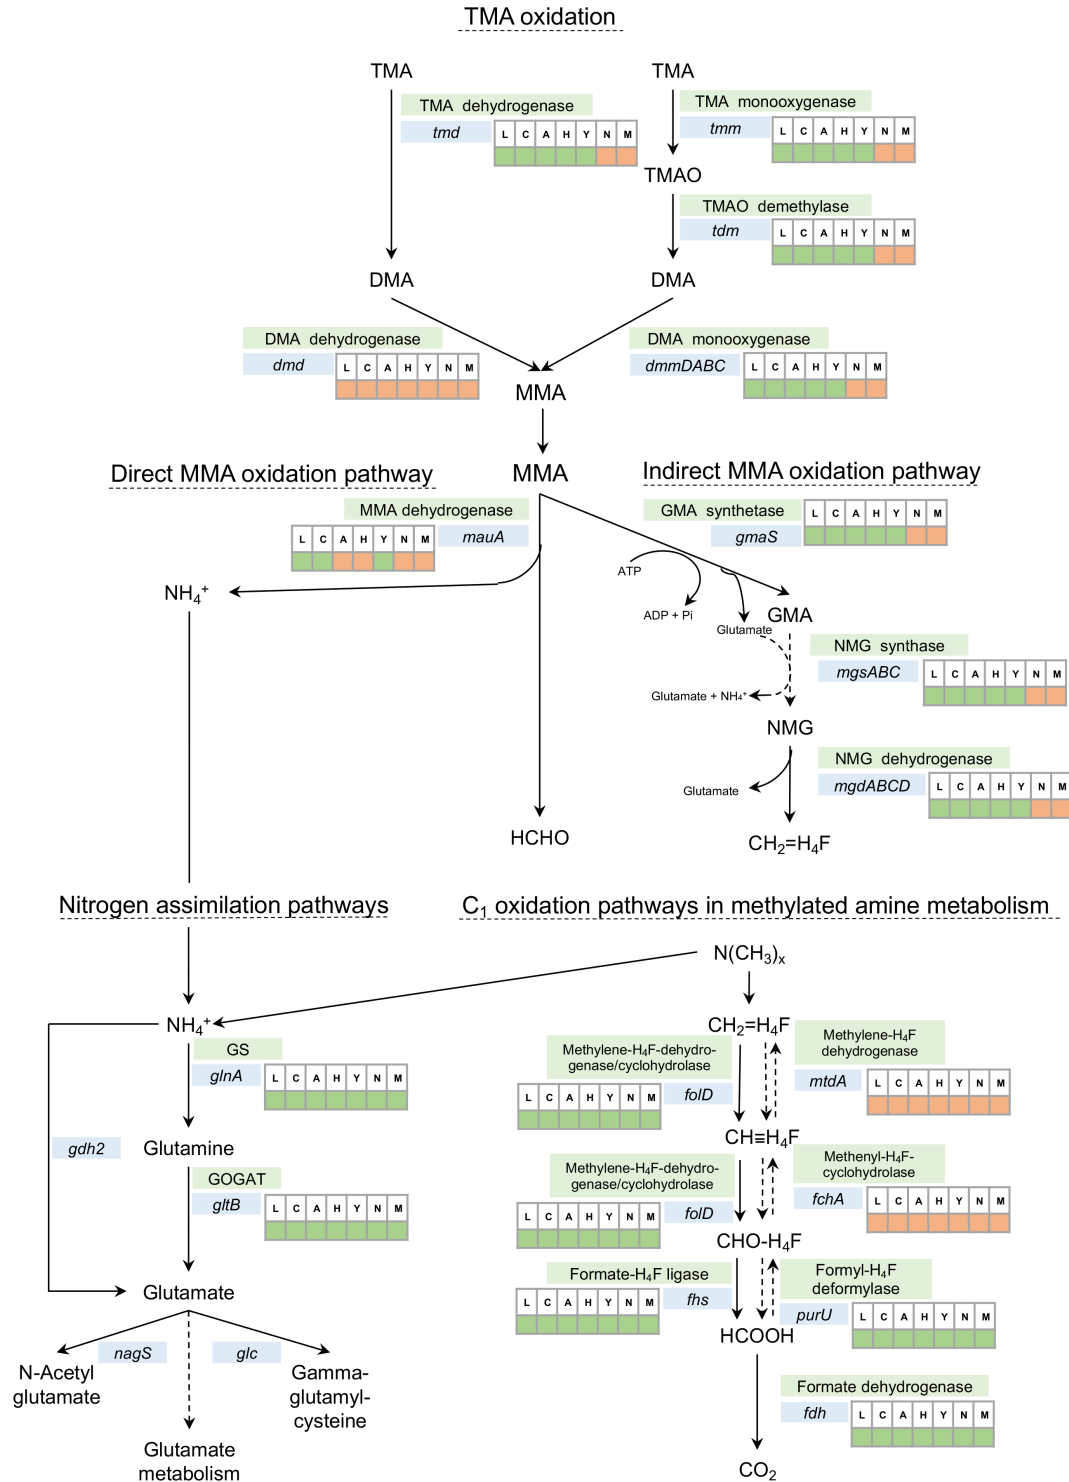 TMA oxidation
TMA
TMA
TMA dehydrogenase
tmd
L C A H Y N M
TMA monooxygenase
tmm
L C A H Y N M
TMAO
TMAO demethylase
tdm
L C A H Y N M
DMA
DMA
DMA dehydrogenase
dmd
L C A H Y N M
DMA monooxygenase
dmmDABC
L C A H Y N M
MMA
Direct MMA oxidation pathway
MMA
Indirect MMA oxidation pathway
MMA dehydrogenase
mauA
L C A H Y N M
GMA synthetase
gmaS
L C A H Y N M
ATP
ADP + Pi
Glutamate
NH₄⁺
GMA
NMG synthase
mgsABC
L C A H Y N M
Glutamate + NH₄⁺
NMG
NMG dehydrogenase
mgdABCD
L C A H Y N M
Glutamate
HCHO
CH₂=H₄F
Nitrogen assimilation pathways
C₁ oxidation pathways in methylated amine metabolism
N(CH₃)ₓ
NH₄⁺
CH₂=H₄F
GS
glnA
L C A H Y N M
Methylene-H₄F-dehydro-
genase/cyclohydrolase
folD
L C A H Y N M
Methylene-H₄F
dehydrogenase
mtdA
L C A H Y N M
gdh2
Glutamine
CH≡H₄F
GOGAT
gltB
L C A H Y N M
Methylene-H₄F-dehydro-
genase/cyclohydrolase
folD
L C A H Y N M
Methenyl-H₄F-
cyclohydrolase
fchA
L C A H Y N M
CHO-H₄F
Glutamate
Formate-H₄F ligase
fhs
L C A H Y N M
Formyl-H₄F
deformylase
purU
L C A H Y N M
HCOOH
nagS
glc
N-Acetyl
glutamate
Gamma-
glutamyl-
cysteine
Formate dehydrogenase
fdh
L C A H Y N M
Glutamate
metabolism
CO₂